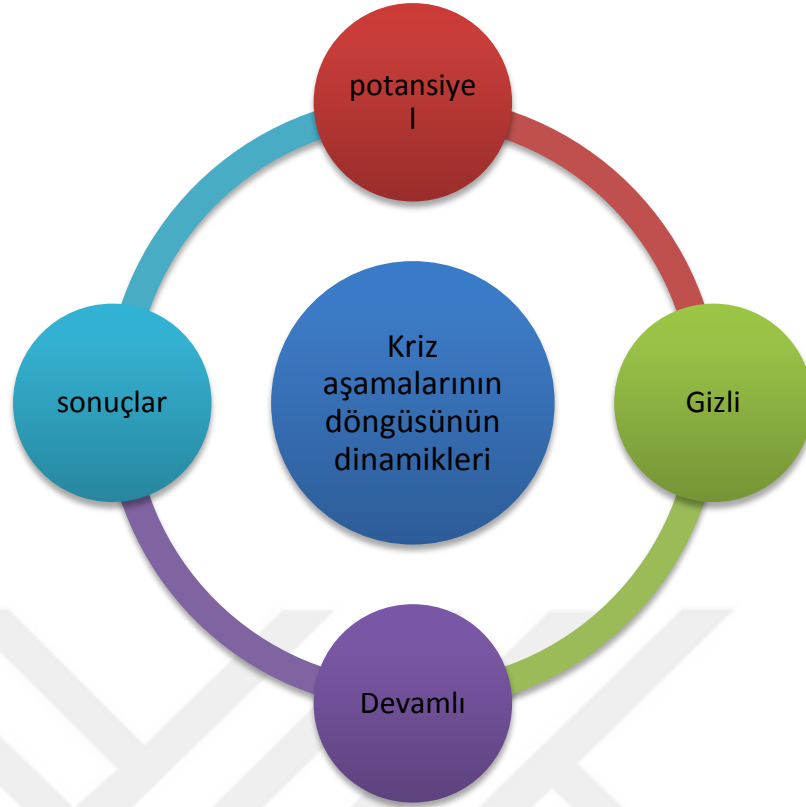 potansiye
l
sonuçlar
Kriz
aşamalarının
döngüsünün
dinamikleri
Gizli
Devamlı